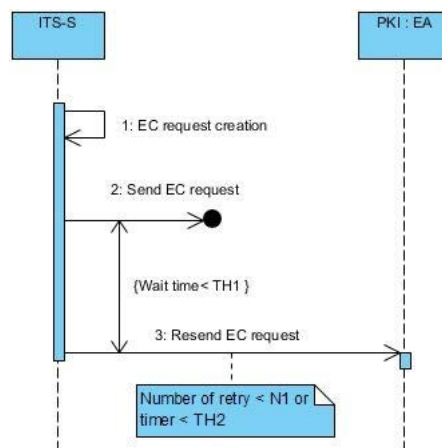 ITS-S
PKI : EA
1: EC request creation
2: Send EC request
{Wait time< TH1 }
3: Resend EC request
Number of retry < N1 or
timer < TH2